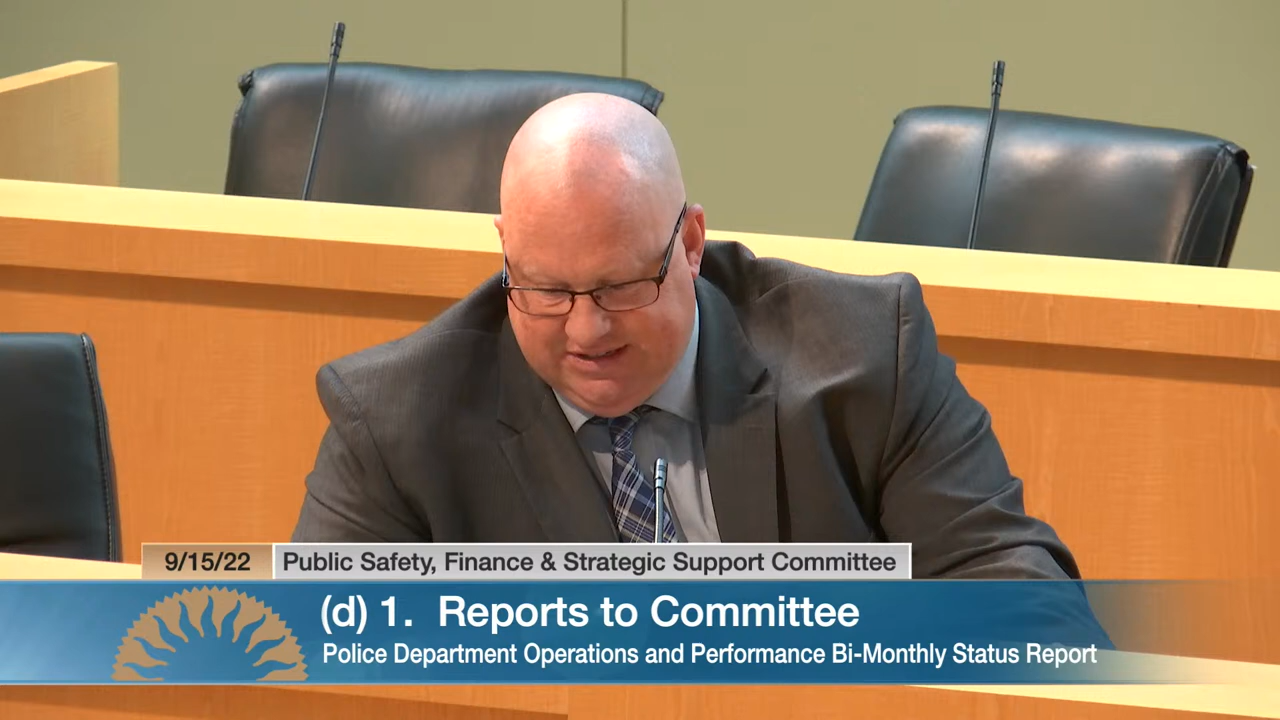 9/15/22 Public Safety, Finance & Strategic Support Committee
(d) 1. Reports to Committee
Police Department Operations and Performance Bi-Monthly Status Report